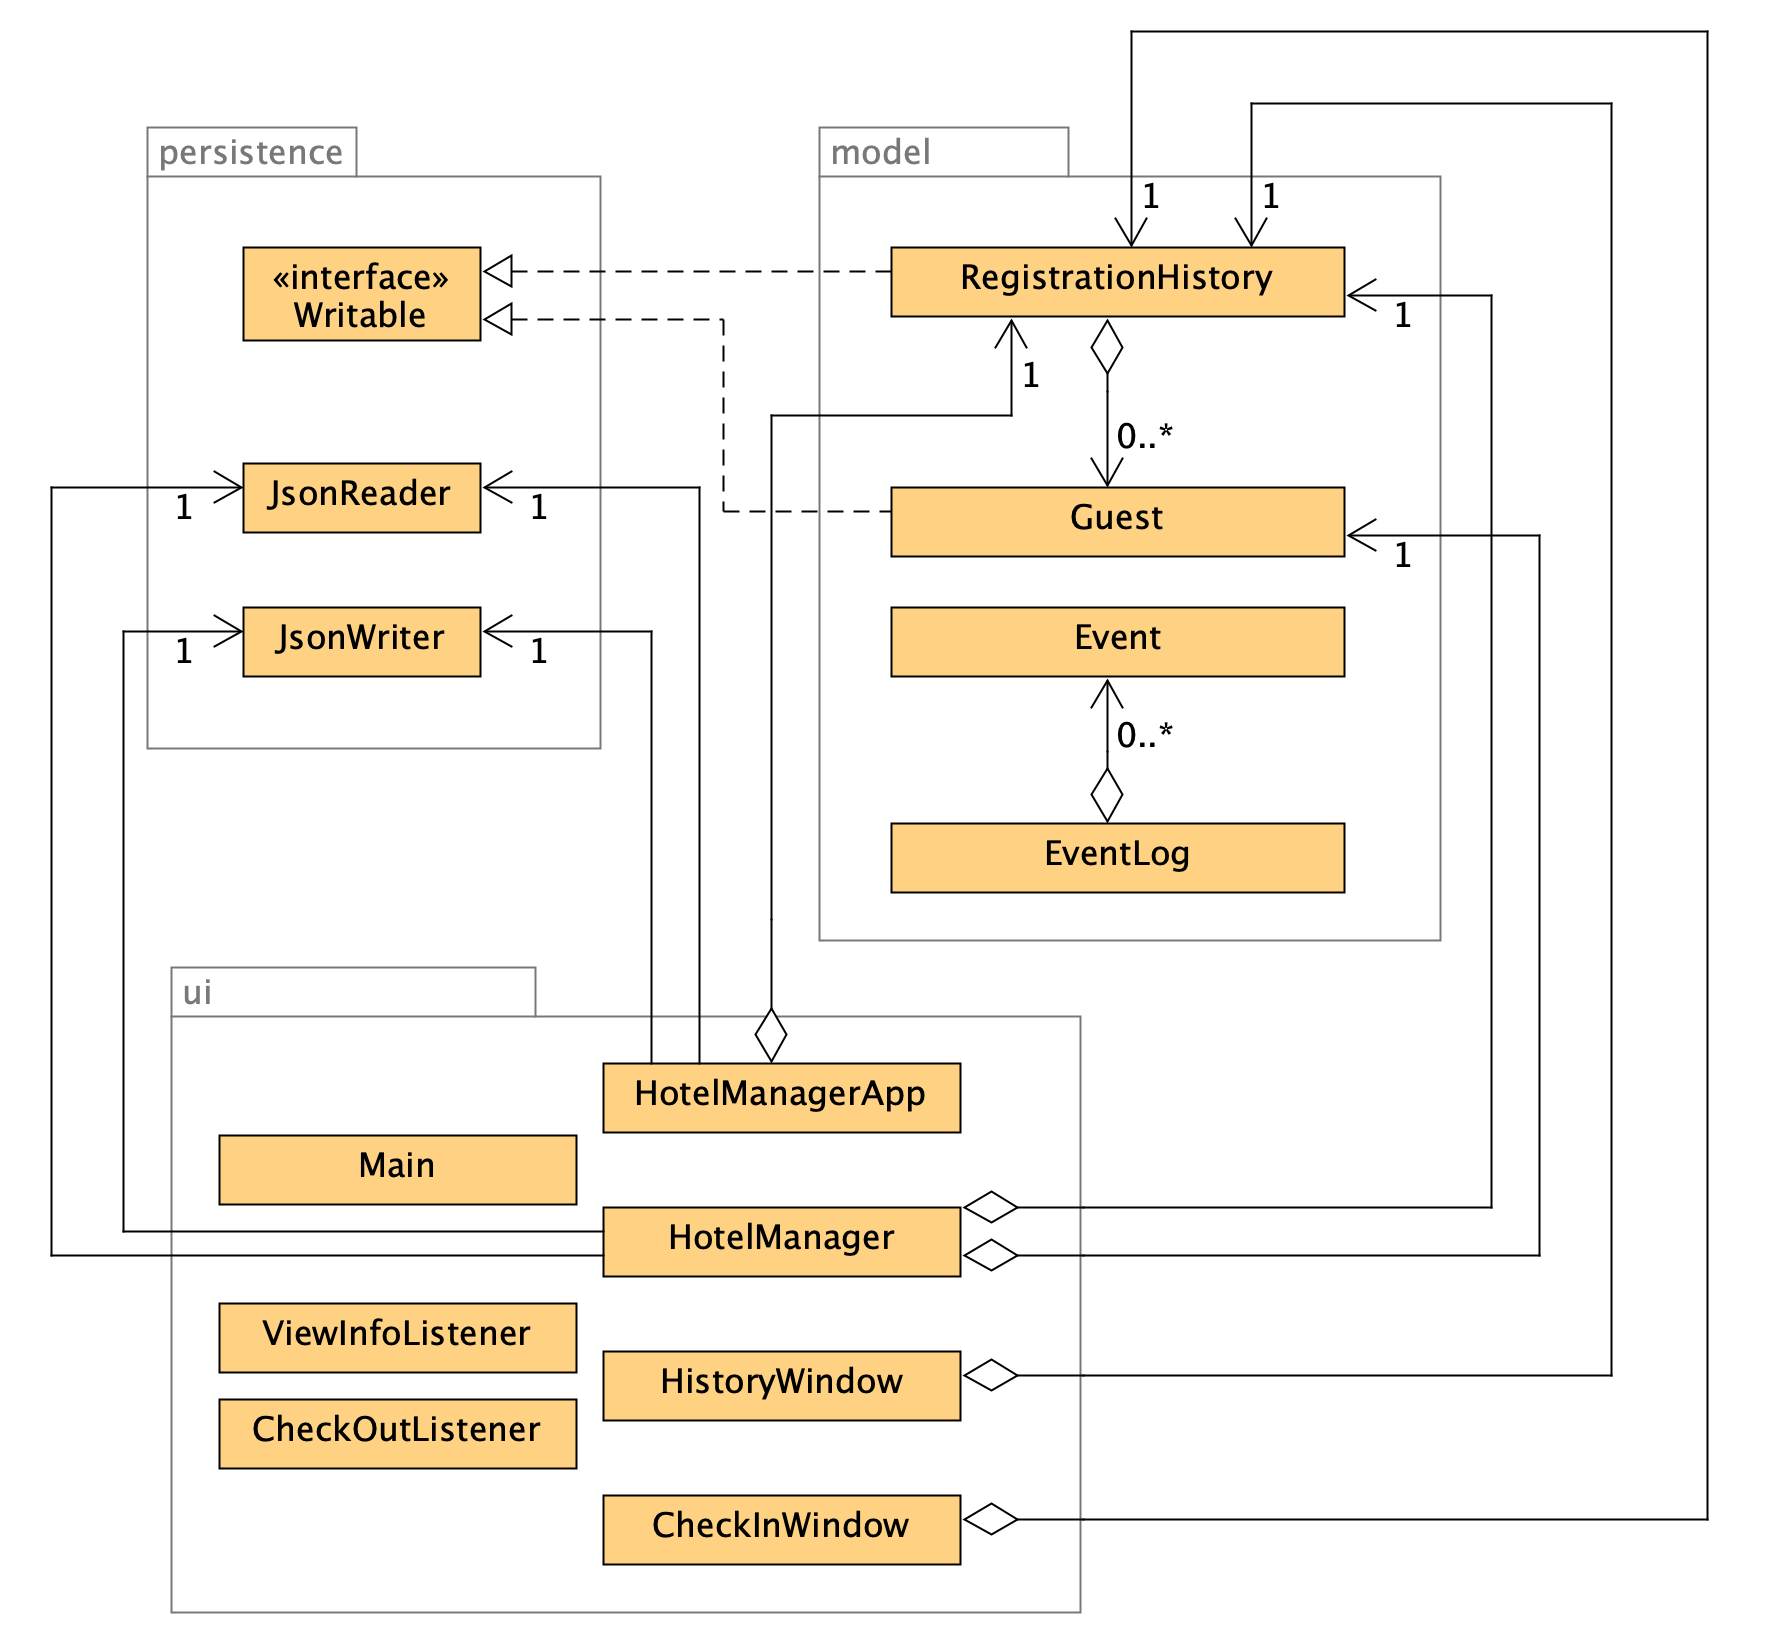 persistence
model
1
1
«interface»
Writable
RegistrationHistory
1
1
0..*
JsonReader
1
1
Guest
1
JsonWriter
1
1
Event
0..*
EventLog
ui
HotelManagerApp
Main
HotelManager
ViewInfoListener
HistoryWindow
CheckOutListener
CheckInWindow